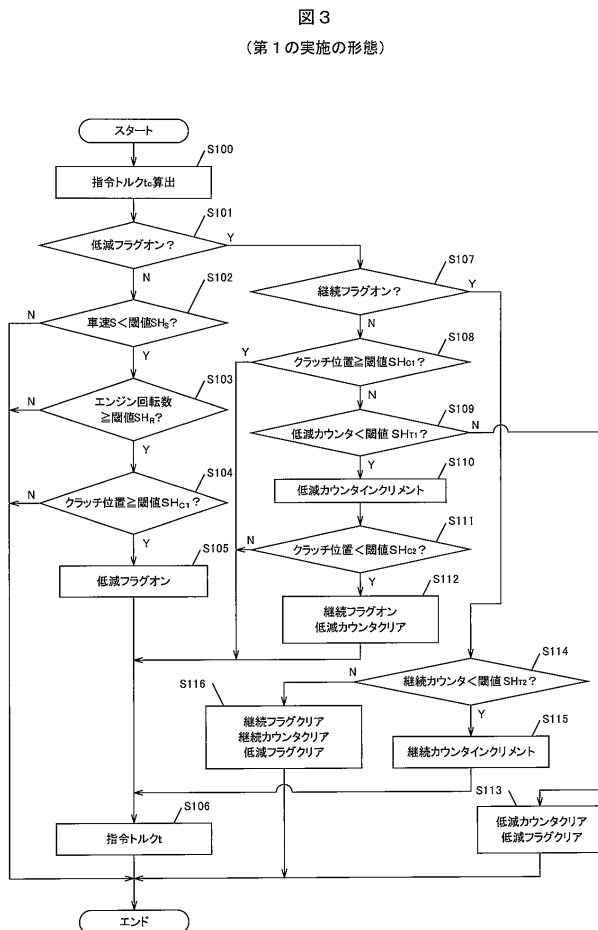 図3
(第1の実施の形態)
スタート
S100
指令トルクtc算出
S101
低減フラグオン?
Y
N
S102
車速S<閾値SHS?
N
Y
S103
エンジン回転数
≧閾値SHR?
N
Y
S104
クラッチ位置≧閾値SHC1?
N
Y
S105
低減フラグオン
S107
継続フラグオン?
Y
N
S108
クラッチ位置≧閾値SHC1?
Y
N
S109
低減カウンタ<閾値SHT1?
N
Y
S110
低減カウンタインクリメント
S111
クラッチ位置<閾値SHC2?
N
Y
S112
継続フラグオン
低減カウンタクリア
S114
継続カウンタ<閾値SHT2?
N
Y
S116
継続フラグクリア
継続カウンタクリア
低減フラグクリア
S115
継続カウンタインクリメント
S113
低減カウンタクリア
低減フラグクリア
S106
指令トルクt
エンド